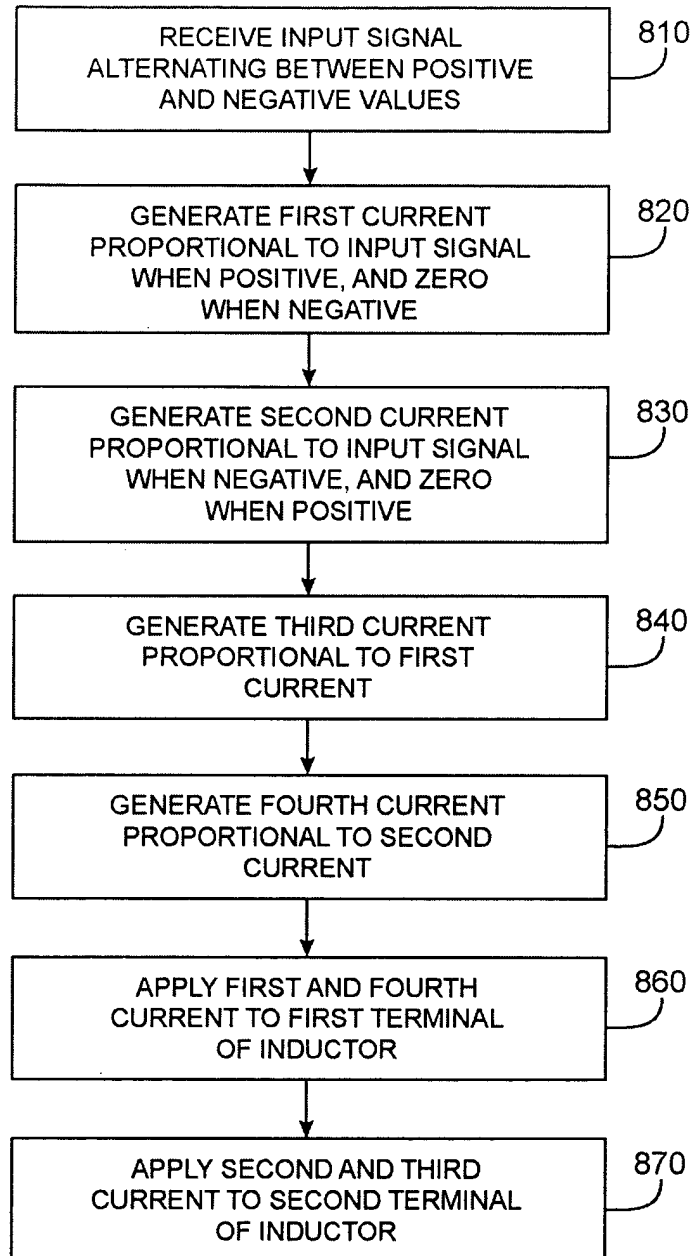 RECEIVE INPUT SIGNAL
ALTERNATING BETWEEN POSITIVE
AND NEGATIVE VALUES
810
GENERATE FIRST CURRENT
PROPORTIONAL TO INPUT SIGNAL
WHEN POSITIVE, AND ZERO
WHEN NEGATIVE
820
GENERATE SECOND CURRENT
PROPORTIONAL TO INPUT SIGNAL
WHEN NEGATIVE, AND ZERO
WHEN POSITIVE
830
GENERATE THIRD CURRENT
PROPORTIONAL TO FIRST
CURRENT
840
GENERATE FOURTH CURRENT
PROPORTIONAL TO SECOND
CURRENT
850
APPLY FIRST AND FOURTH
CURRENT TO FIRST TERMINAL
OF INDUCTOR
860
APPLY SECOND AND THIRD
CURRENT TO SECOND TERMINAL
OF INDUCTOR
870